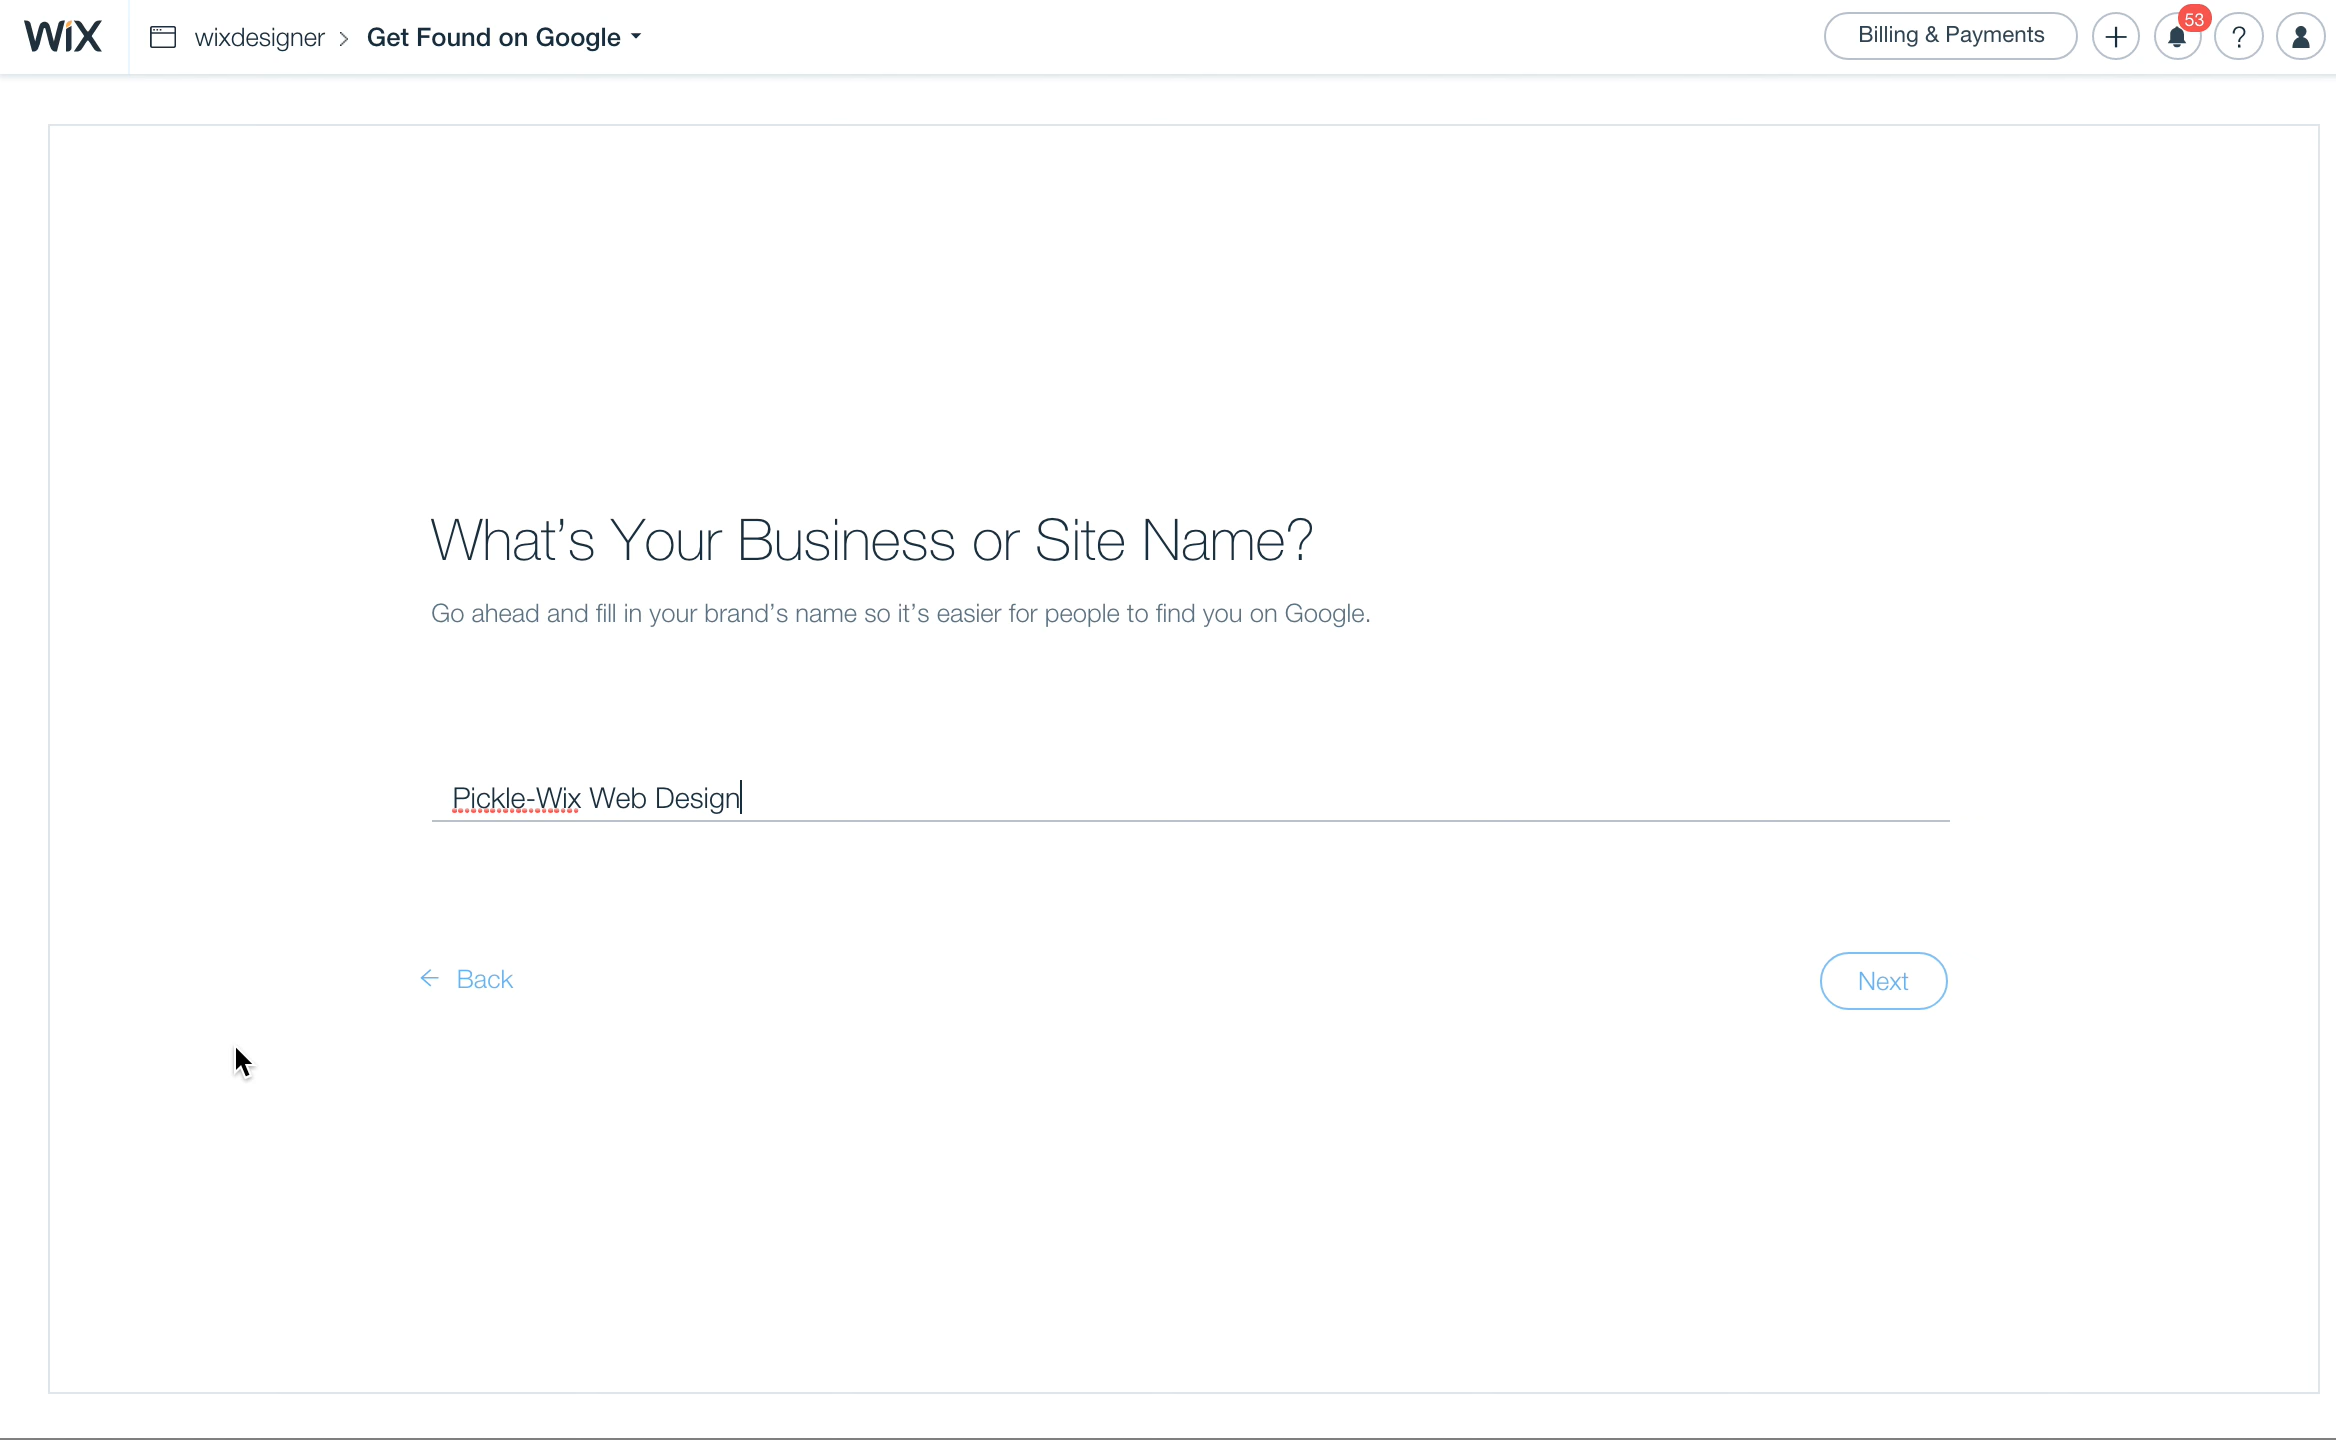 WiX
wixdesigner > Get Found on Google
Billing & Payments
+
53
?
What's Your Business or Site Name?
Go ahead and fill in your brand's name so it's easier for people to find you on Google.
Pickle-Wix Web Design
← Back
Next